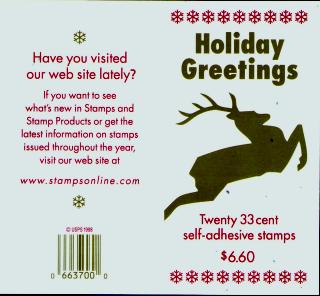 Have you visited
our web site lately?
If you want to see
what's new in Stamps and
Stamp Products or get the
latest information on stamps
issued throughout the year,
visit our web site at
www.stampsonline.com
© USPS 1998
0 663700 0
Holiday
Greetings
Twenty 33 cent
self-adhesive stamps
$6.60